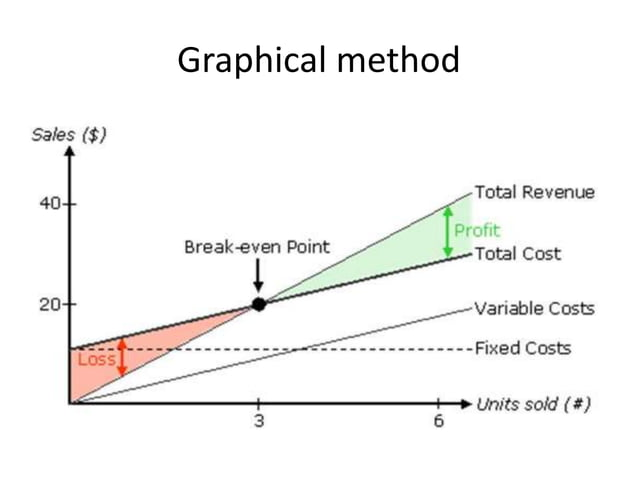 Graphical method
Sales ($)
40
Total Revenue
Profit
Break-even Point
Total Cost
20
Variable Costs
Loss
Fixed Costs
Units sold (#)
3
6